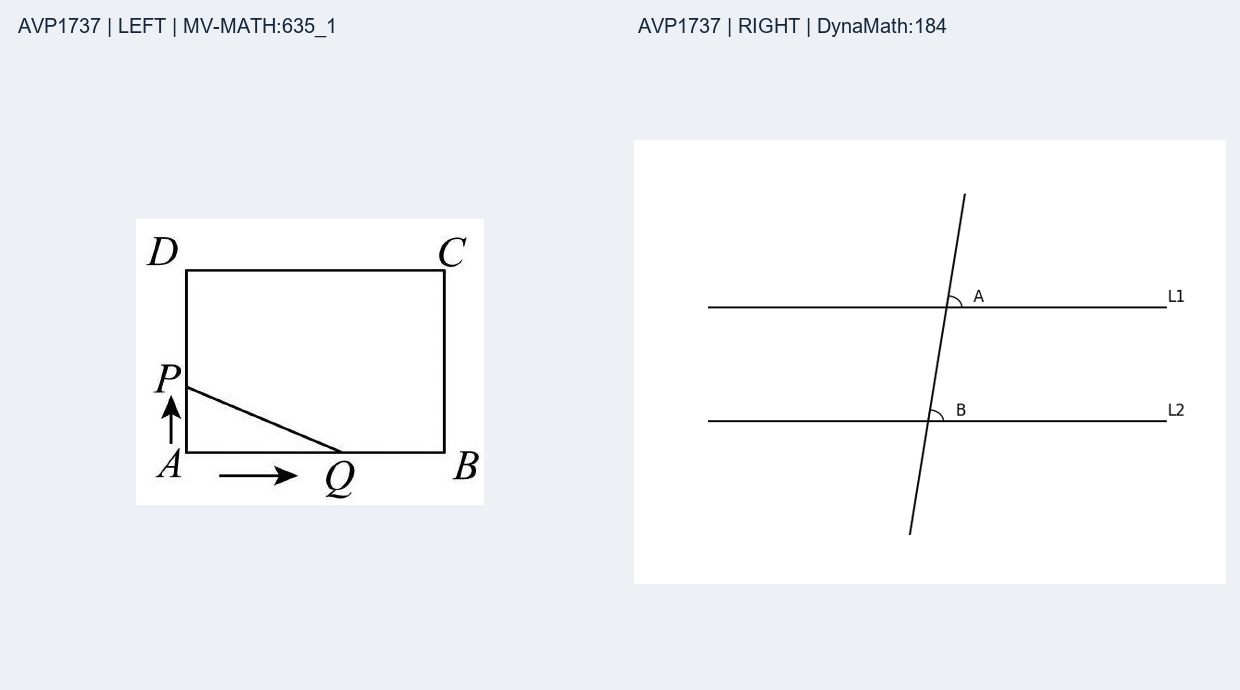 AVP1737 | LEFT | MV-MATH:635_1
AVP1737 | RIGHT | DynaMath:184
D C
P
A Q B
A L1
B L2